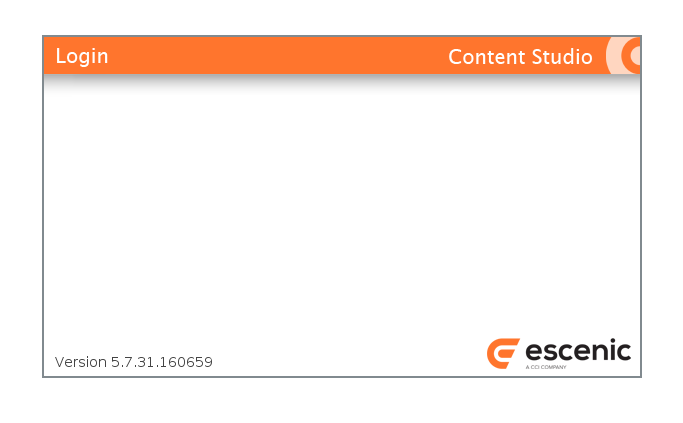 Login
Content Studio
Version 5.7.31.160659
escenic
A CCI COMPANY